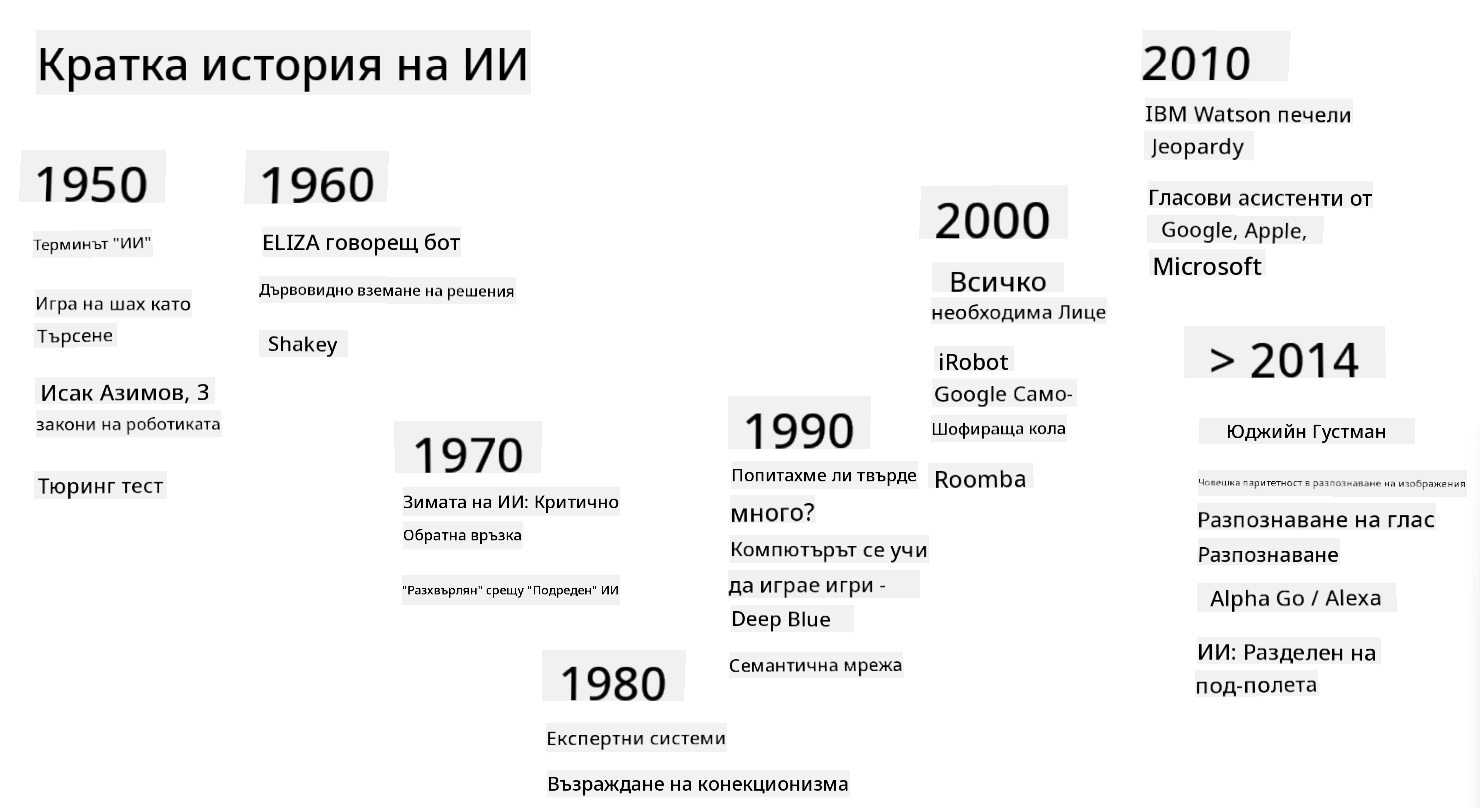 Кратка история на ИИ
1950
Терминът "ИИ"
Игра на шах като
Търсене
Исак Азимов, 3
закони на роботиката
Тюринг тест
1960
ELIZA говорещ бот
Дървовидно вземане на решения
Shakey
1970
Зимата на ИИ: Критично
Обратна връзка
"Разхвърлян" срещу "Подреден" ИИ
1980
Експертни системи
Възраждане на конекционизма
1990
Попитахме ли твърде
много?
Компютърът се учи
да играе игри -
Deep Blue
Семантична мрежа
2000
Всичко
необходима Лице
iRobot
Google Само-
Шофираща кола
Roomba
2010
IBM Watson печели
Jeopardy
Гласови асистенти от
Google, Apple,
Microsoft
> 2014
Юджийн Густман
Човешка паритетност в разпознаване на изображения
Разпознаване на глас
Разпознаване
Alpha Go / Alexa
ИИ: Разделен на
под-полета